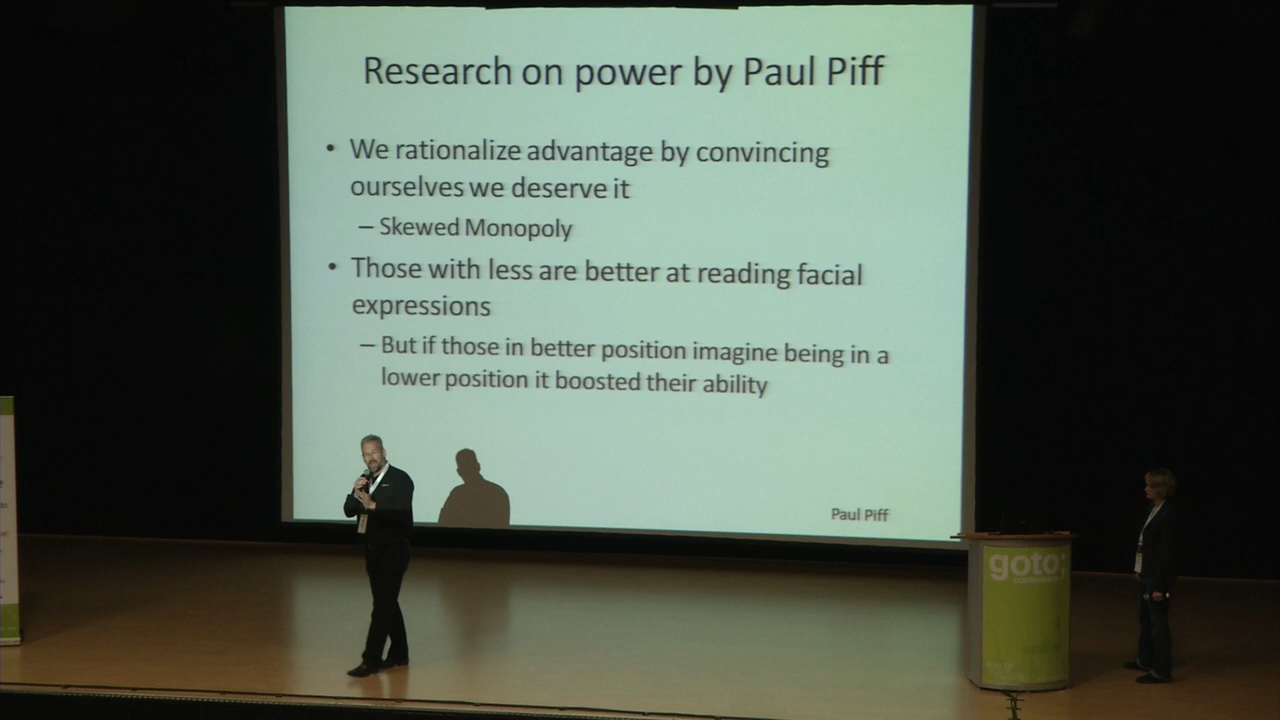 Research on power by Paul Piff
• We rationalize advantage by convincing
ourselves we deserve it
– Skewed Monopoly
• Those with less are better at reading facial
expressions
– But if those in better position imagine being in a
lower position it boosted their ability
Paul Piff
goto;
conference